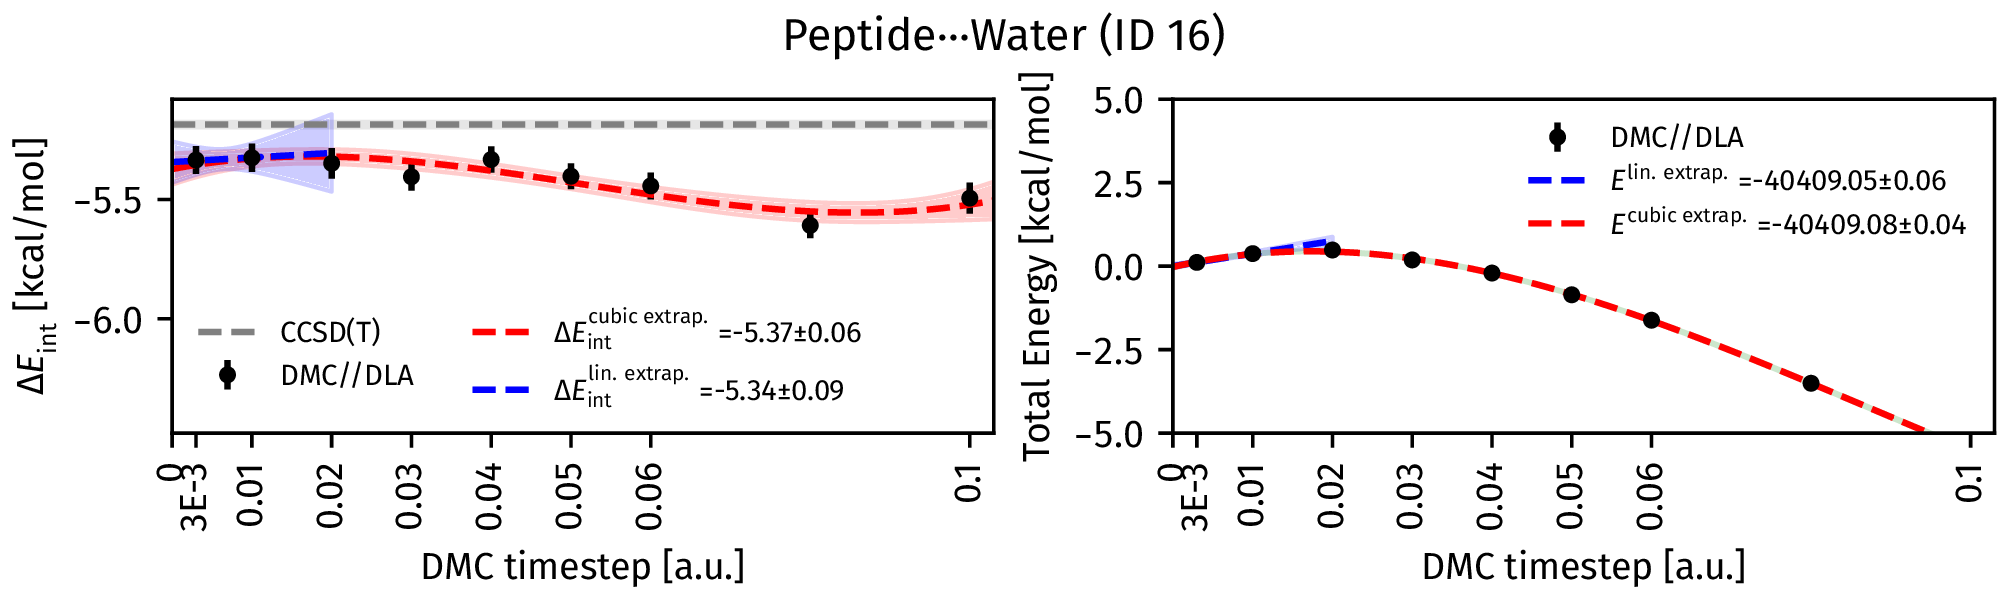 Peptide···Water (ID 16)
ΔE_int [kcal/mol]
−5.5
−6.0
CCSD(T)
DMC//DLA
ΔE_int^cubic extrap. =-5.37±0.06
ΔE_int^lin. extrap. =-5.34±0.09
0
3E-3
0.01
0.02
0.03
0.04
0.05
0.06
0.1
DMC timestep [a.u.]
Total Energy [kcal/mol]
5.0
2.5
0.0
−2.5
−5.0
DMC//DLA
E^lin. extrap. =-40409.05±0.06
E^cubic extrap. =-40409.08±0.04
0
3E-3
0.01
0.02
0.03
0.04
0.05
0.06
0.1
DMC timestep [a.u.]